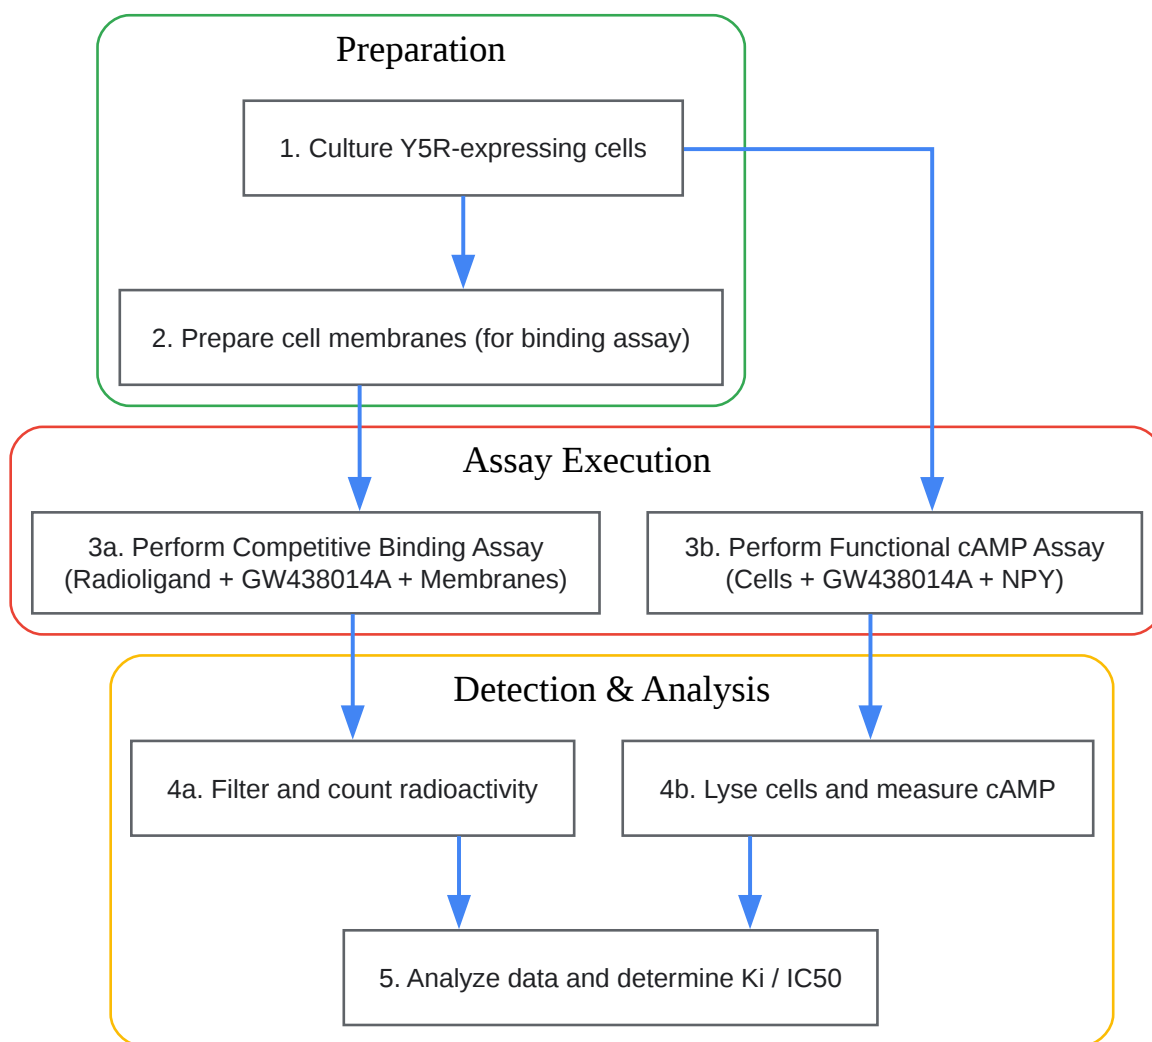 Preparation
1. Culture Y5R-expressing cells
2. Prepare cell membranes (for binding assay)
Assay Execution
3a. Perform Competitive Binding Assay
(Radioligand + GW438014A + Membranes)
3b. Perform Functional cAMP Assay
(Cells + GW438014A + NPY)
Detection & Analysis
4a. Filter and count radioactivity
4b. Lyse cells and measure cAMP
5. Analyze data and determine Ki / IC50